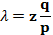 λ = z q/p